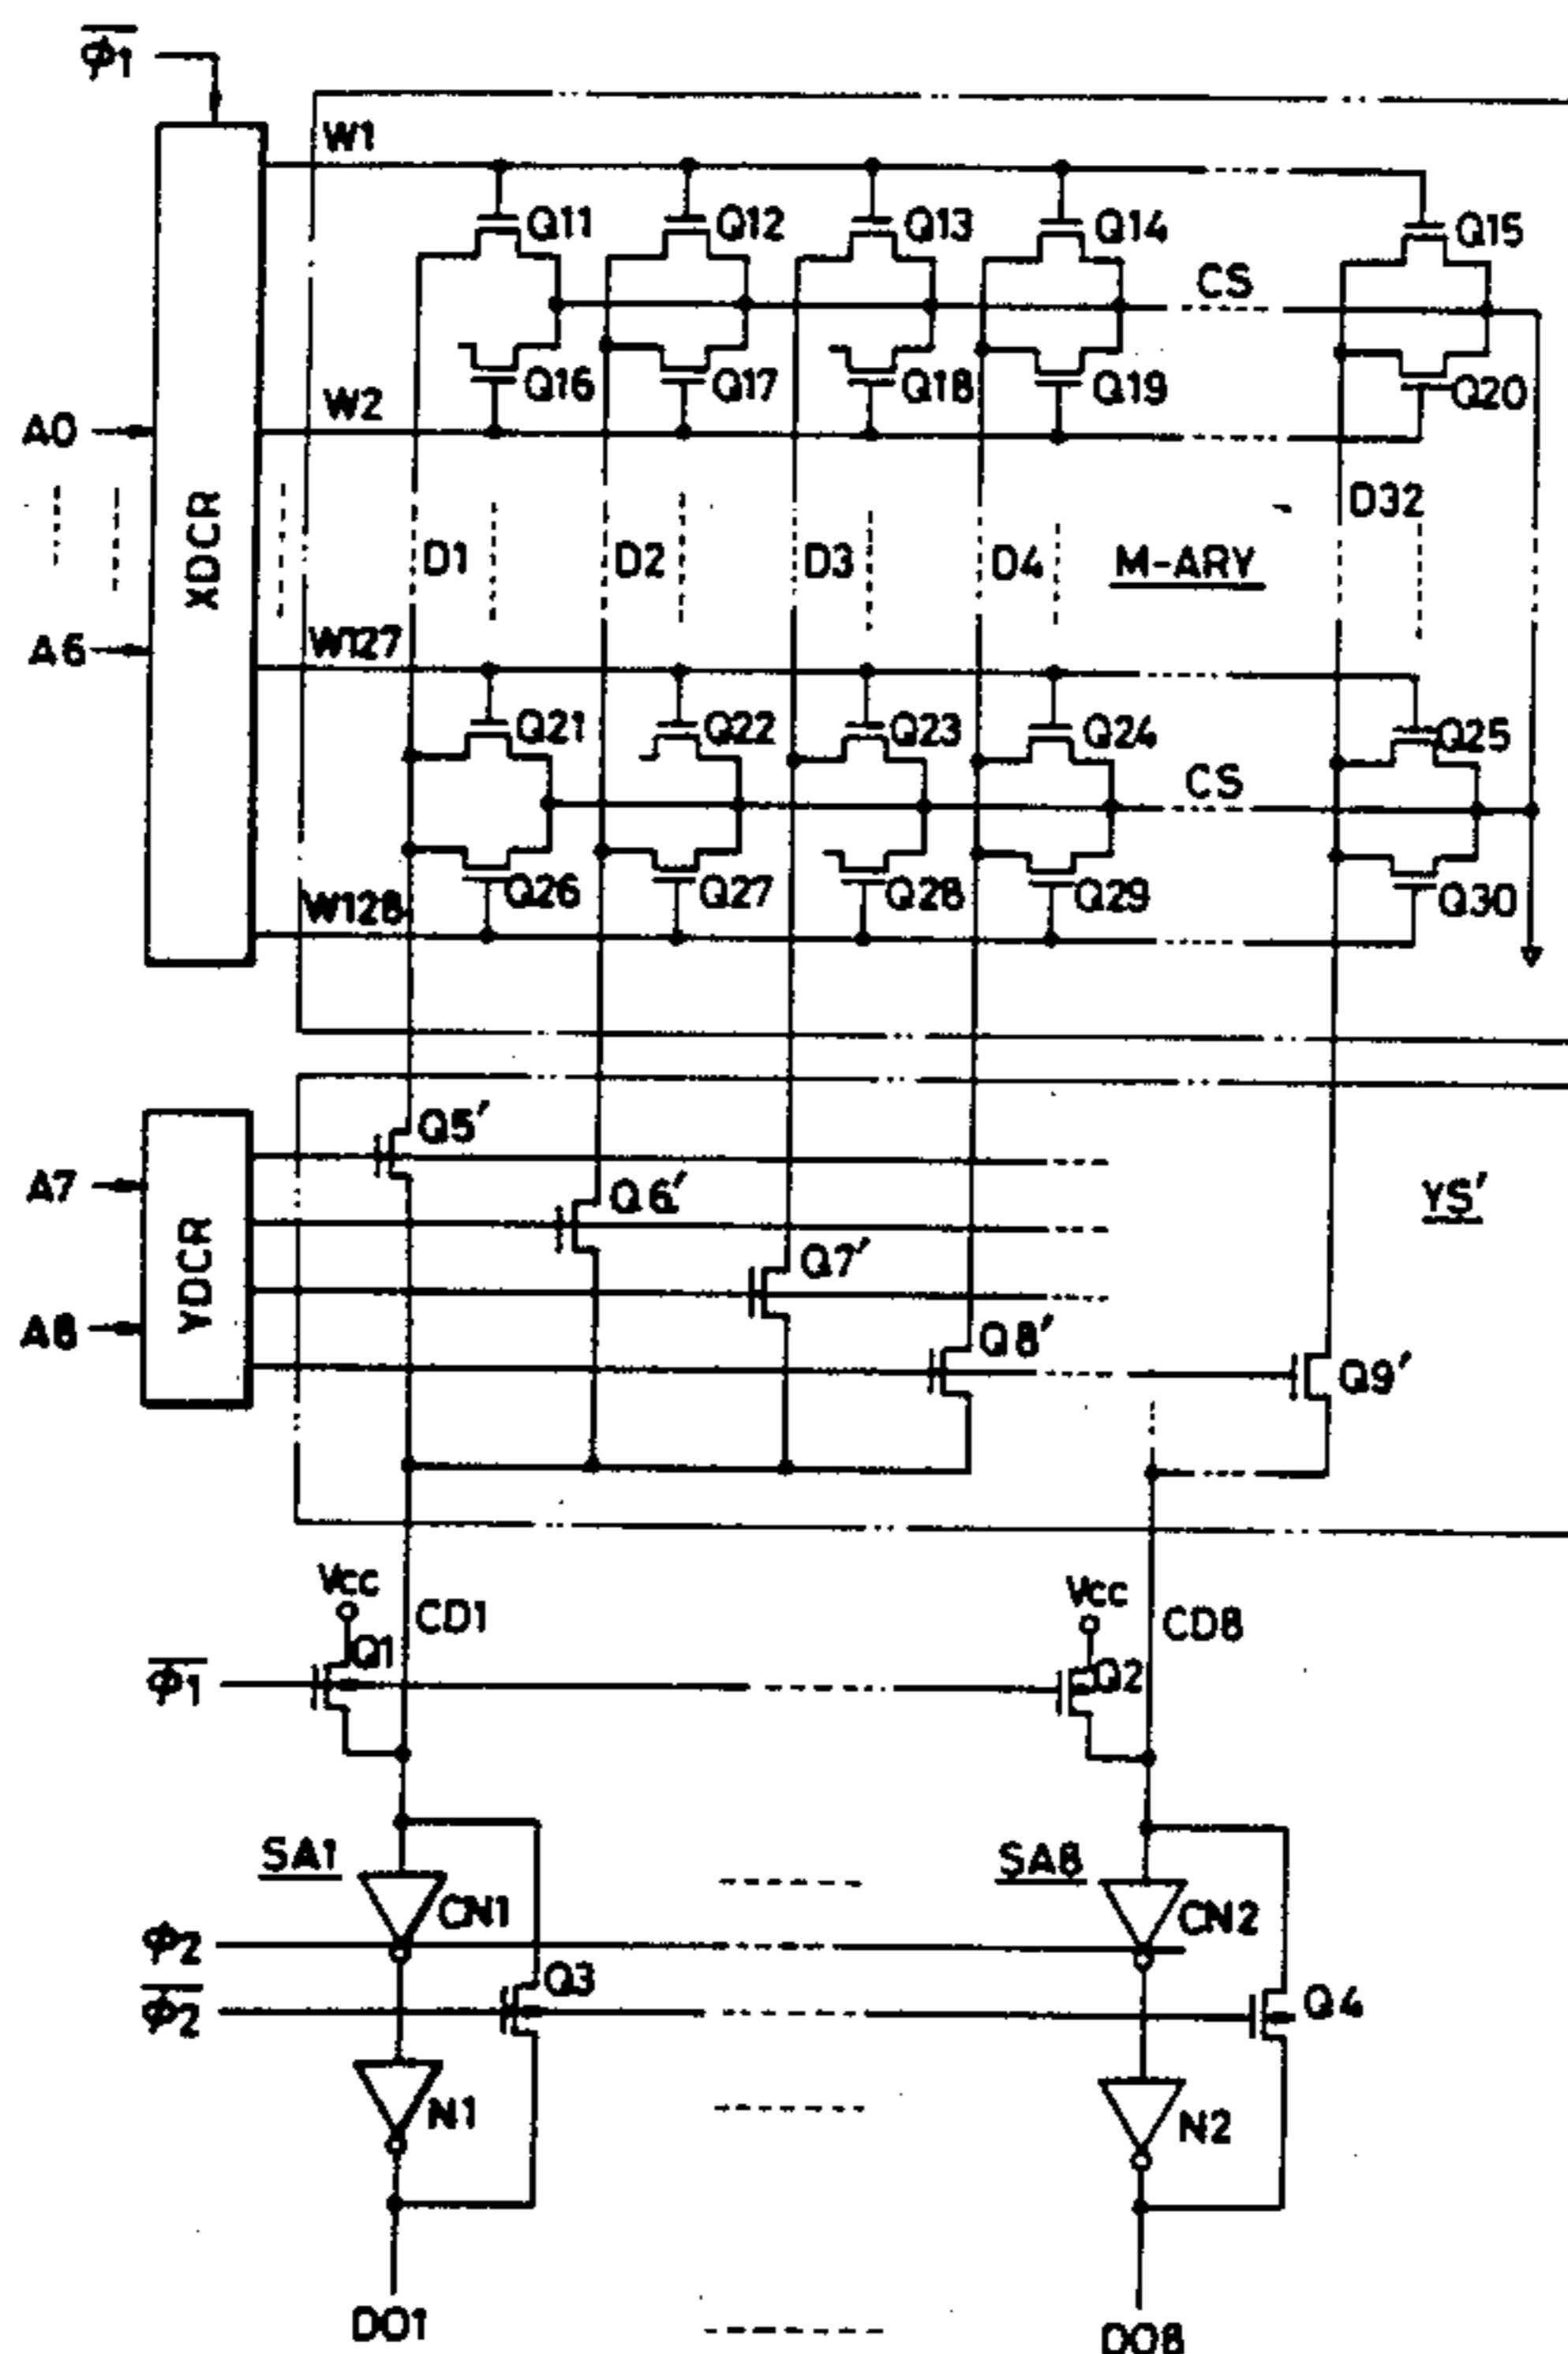 φ̅1̅
W1
Q11 Q12 Q13 Q14 Q15
CS
Q16 Q17 Q18 Q19 Q20
W2
A0
XDCR
D1 D2 D3 D4 M-ARY D32
A6
W127
Q21 Q22 Q23 Q24 Q25
CS
Q26 Q27 Q28 Q29 Q30
W128
Q5'
A7
Q6'
YS'
YDCR
Q7'
A8
Q8'
Q9'
Vcc CD1 Vcc CD8
φ̅1̅ Q1 Q2
SA1 CN1 SA8 CN2
φ2
φ̅2̅ Q3 Q4
N1 N2
DO1 DO8